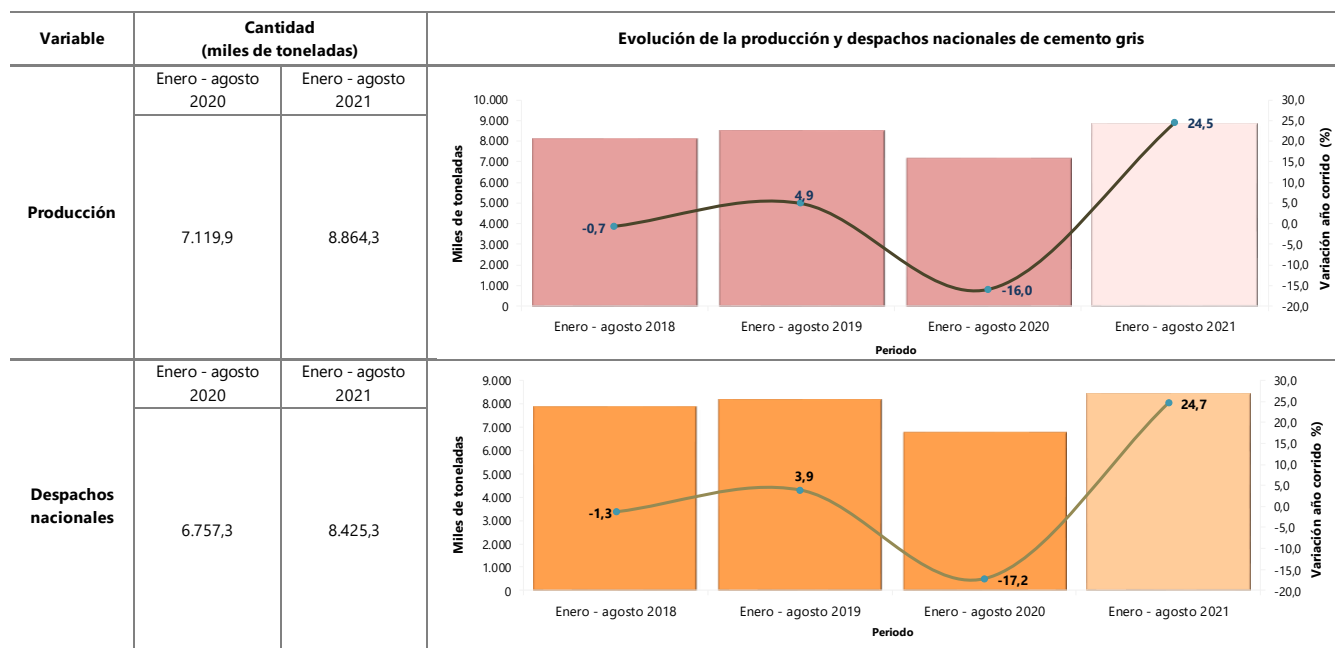 Variable
Cantidad
(miles de toneladas)
Evolución de la producción y despachos nacionales de cemento gris
Producción
Enero - agosto
2020
Enero - agosto
2021
7.119,9
8.864,3
Miles de toneladas
10.000
9.000
8.000
7.000
6.000
5.000
4.000
3.000
2.000
1.000
0
-0,7
4,9
-16,0
24,5
30,0
25,0
20,0
15,0
10,0
5,0
0,0
-5,0
-10,0
-15,0
-20,0
Variación año corrido (%)
Enero - agosto 2018
Enero - agosto 2019
Enero - agosto 2020
Enero - agosto 2021
Periodo
Despachos
nacionales
Enero - agosto
2020
Enero - agosto
2021
6.757,3
8.425,3
Miles de toneladas
9.000
8.000
7.000
6.000
5.000
4.000
3.000
2.000
1.000
0
-1,3
3,9
-17,2
24,7
30,0
25,0
20,0
15,0
10,0
5,0
0,0
-5,0
-10,0
-15,0
-20,0
Variación año corrido %)
Enero - agosto 2018
Enero - agosto 2019
Enero - agosto 2020
Enero - agosto 2021
Periodo